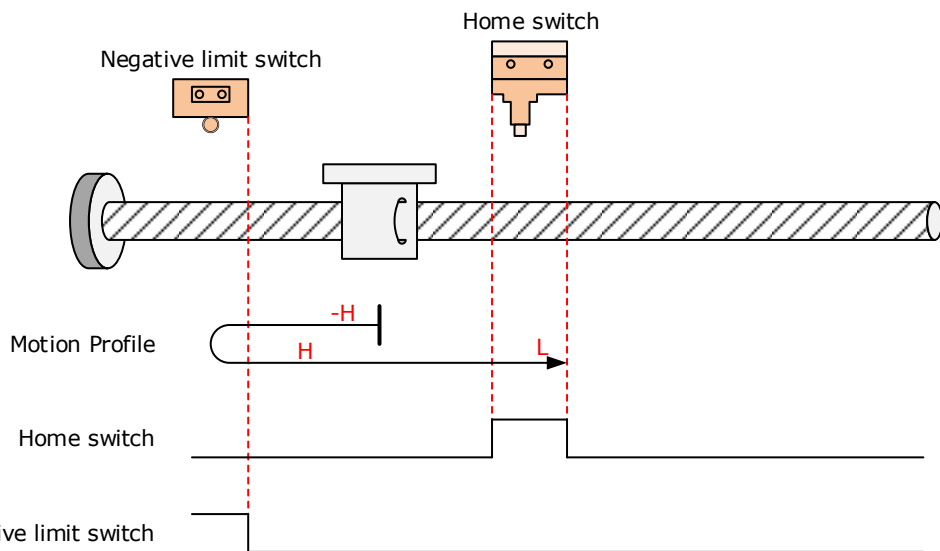 Home switch
Negative limit switch
-H
Motion Profile
H
L
Home switch
ive limit switch